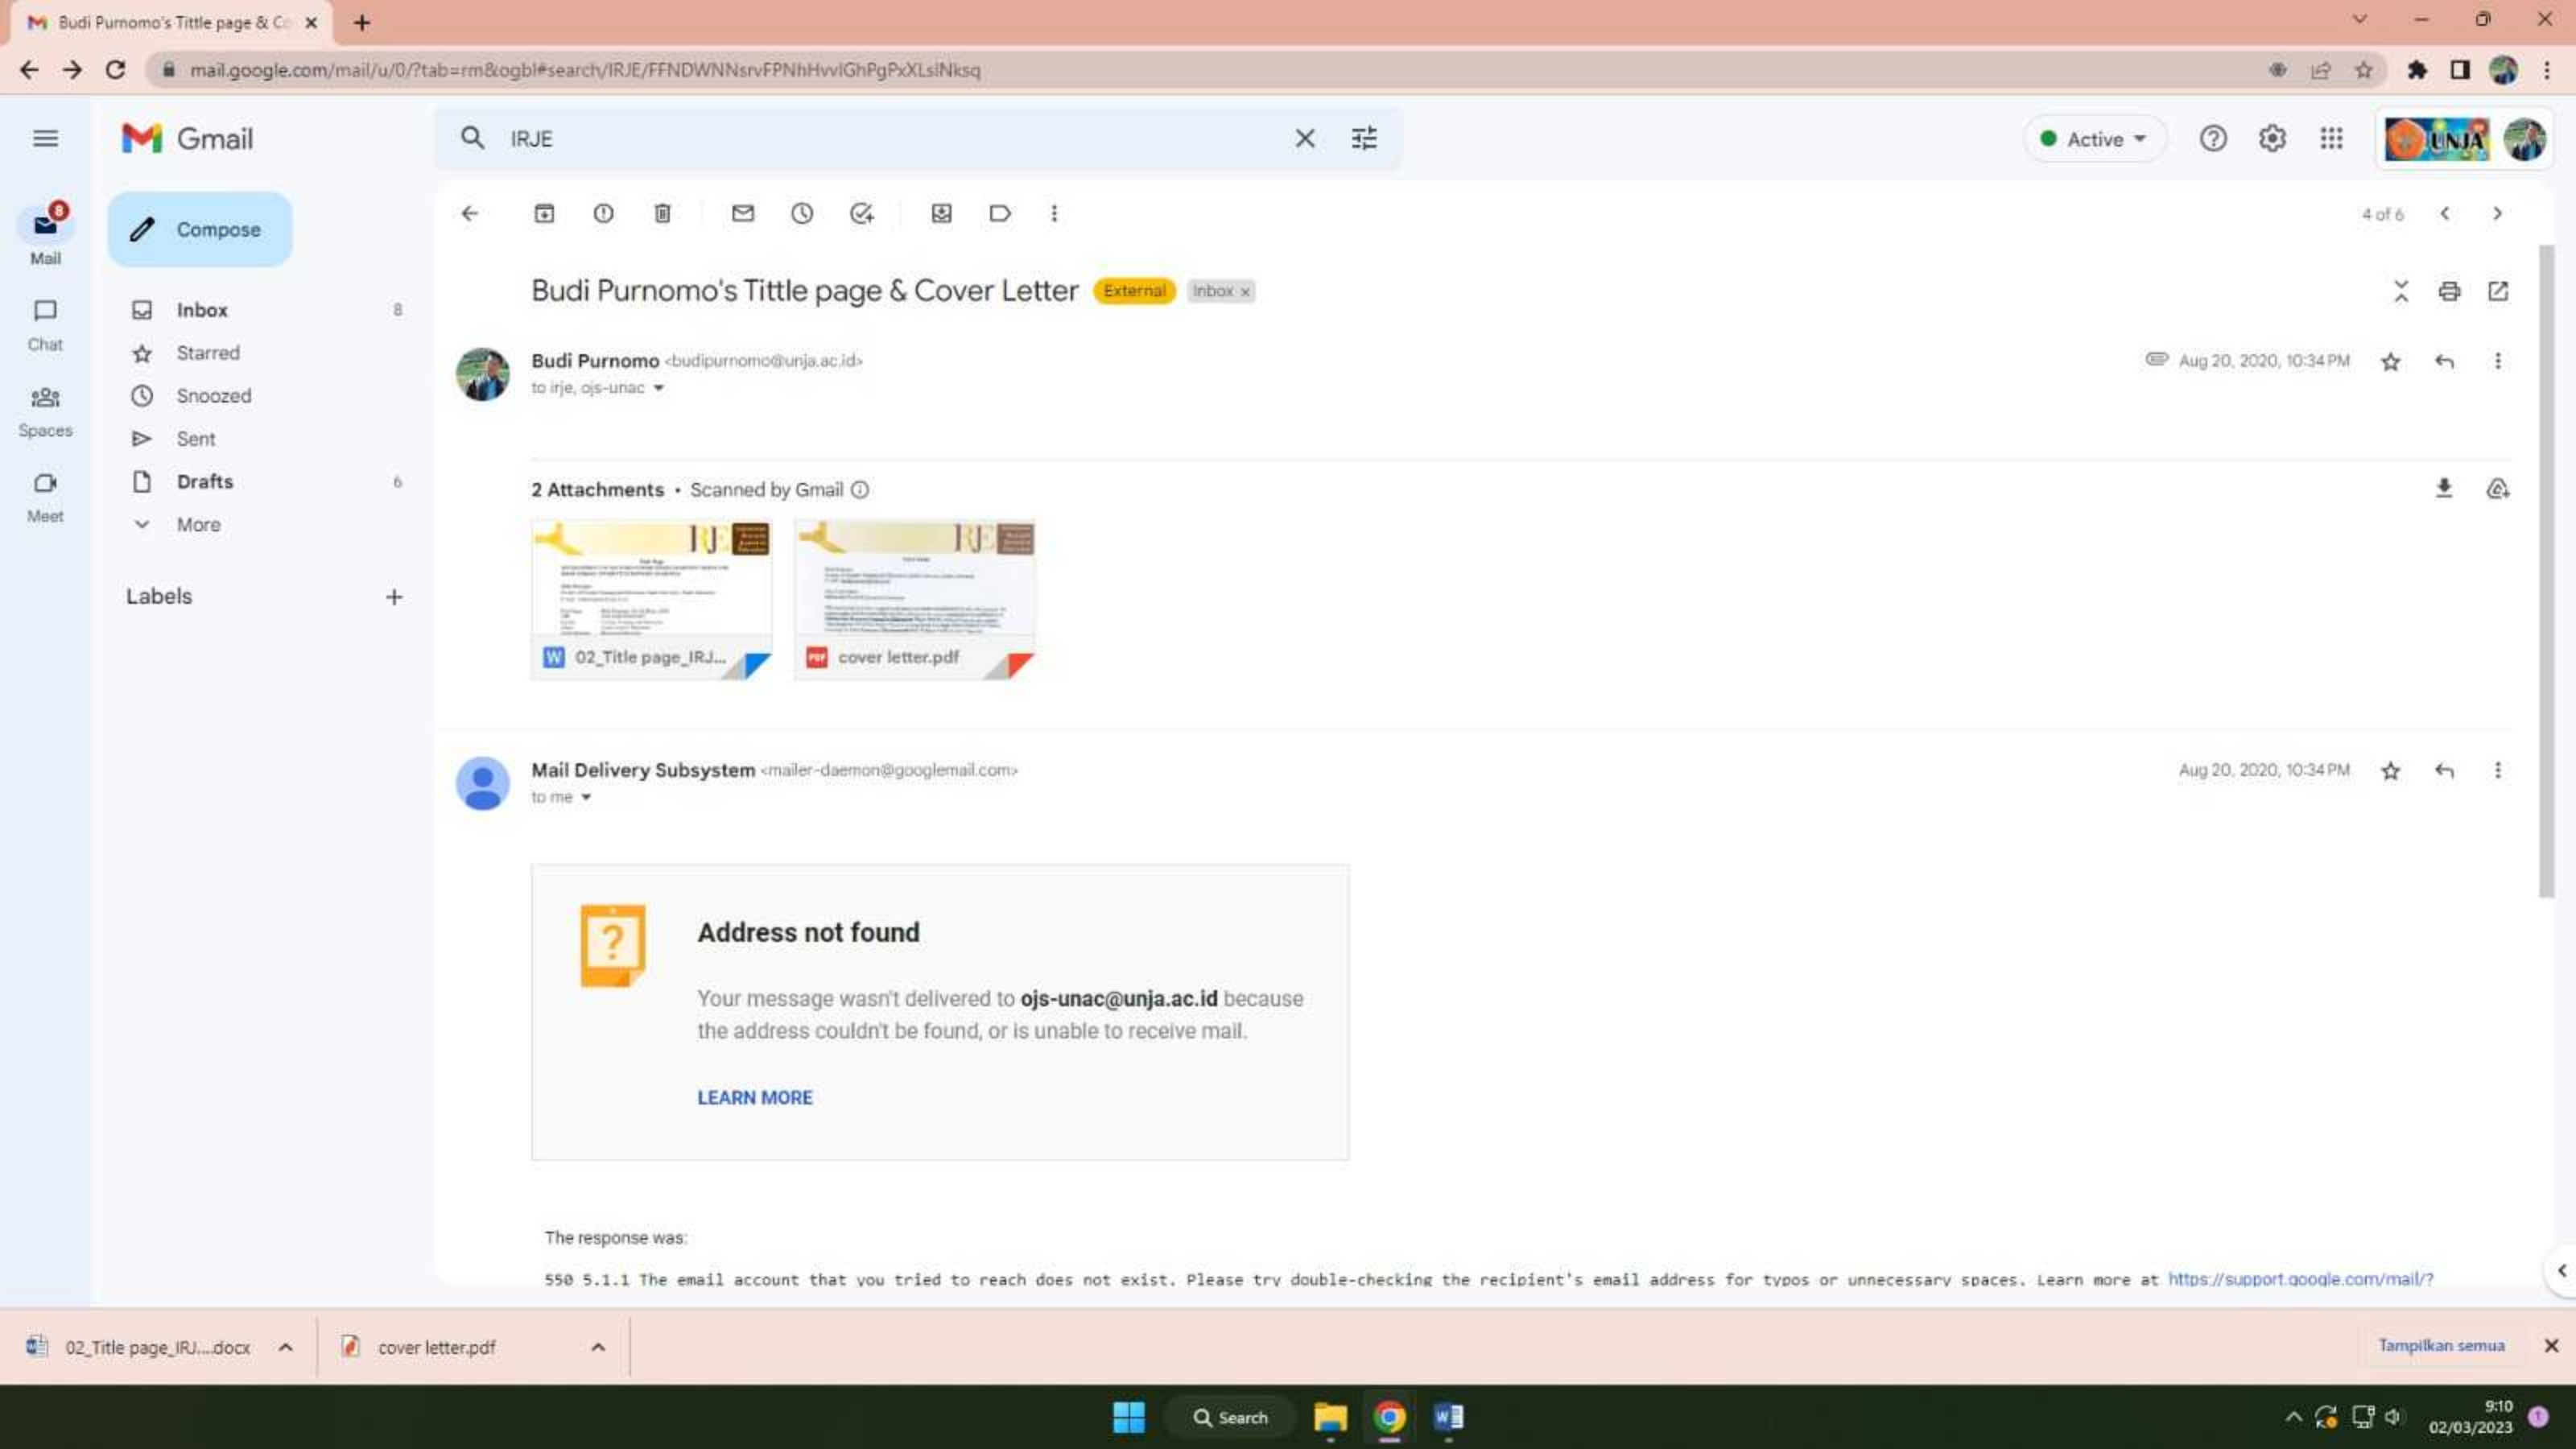 Budi Purnomo's Tittle page & Co
mail.google.com/mail/u/0/?tab=rm&ogbl#search/IRJE/FFNDWNNsrvFPNhHvvlGhPgPxXLslNksq
Gmail
IRJE
Active
UNJA
8
Mail
Chat
Spaces
Meet
Compose
Inbox 8
Starred
Snoozed
Sent
Drafts 6
More
Labels
4 of 6
Budi Purnomo's Tittle page & Cover Letter External Inbox x
Budi Purnomo <budipurnomo@unja.ac.id>
Aug 20, 2020, 10:34 PM
to irje, ojs-unac
2 Attachments • Scanned by Gmail
RJE
RJE
W 02_Title page_IRJ...
PDF cover letter.pdf
Mail Delivery Subsystem <mailer-daemon@googlemail.com>
Aug 20, 2020, 10:34 PM
to me
Address not found
Your message wasn't delivered to ojs-unac@unja.ac.id because
the address couldn't be found, or is unable to receive mail.
LEARN MORE
The response was:
550 5.1.1 The email account that you tried to reach does not exist. Please try double-checking the recipient's email address for typos or unnecessary spaces. Learn more at https://support.google.com/mail/?
02_Title page_IRJ....docx
cover letter.pdf
Tampilkan semua
Search
9:10
02/03/2023
1